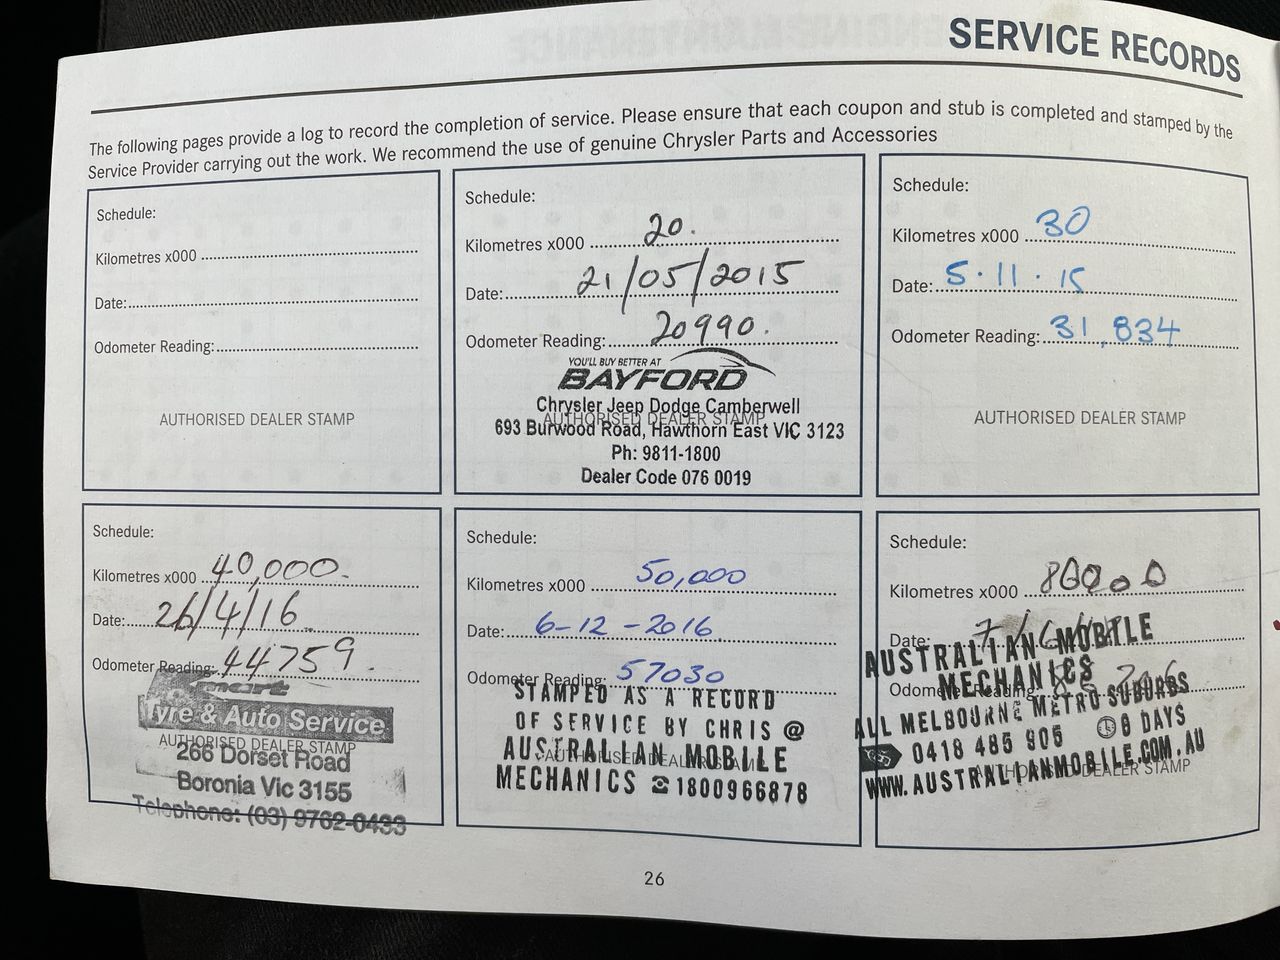 SERVICE RECORDS
The following pages provide a log to record the completion of service. Please ensure that each coupon and stub is completed and stamped by the
Service Provider carrying out the work. We recommend the use of genuine Chrysler Parts and Accessories
Schedule:
Kilometres x000
Date:
Odometer Reading:
AUTHORISED DEALER STAMP
Schedule:
Kilometres x000 20.
Date: 21/05/2015
Odometer Reading: 20990.
YOU'LL BUY BETTER AT
BAYFORD
Chrysler Jeep Dodge Camberwell
AUTHORISED DEALER STAMP
693 Burwood Road, Hawthorn East VIC 3123
Ph: 9811-1800
Dealer Code 076 0019
Schedule:
Kilometres x000 30
Date: 5.11.15
Odometer Reading: 31,834
AUTHORISED DEALER STAMP
Schedule:
Kilometres x000 40,000.
Date: 26/4/16
Odometer Reading: 44759.
Kmart
Tyre & Auto Service
AUTHORISED DEALER STAMP
266 Dorset Road
Boronia Vic 3155
Telephone: (03) 9762-0433
Schedule:
Kilometres x000 50,000
Date: 6-12-2016
Odometer Reading: 57030
STAMPED AS A RECORD
OF SERVICE BY CHRIS @
AUSTRALIAN MOBILE
AUTHORISED DEALER STAMP
MECHANICS ☎1800966878
Schedule:
Kilometres x000
Date:
AUSTRALIAN MOBILE
MECHANICS
Odometer Reading:
ALL MELBOURNE METRO SUBURBS
0418 485 905 6 DAYS
WWW.AUSTRALIANMOBILE.COM.AU
AUTHORISED DEALER STAMP
26